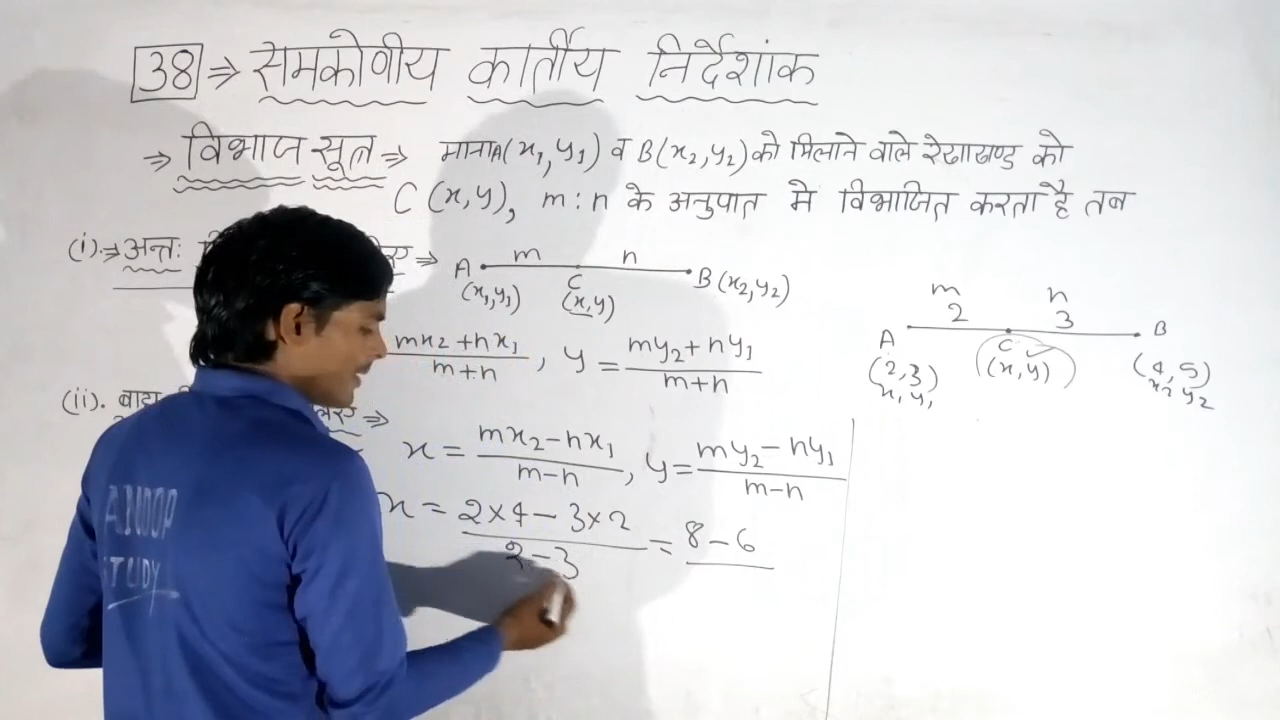 38 ⇒ समकोणीय कार्तीय निर्देशांक
⇒ विभाजन सूत्र ⇒ माना A(x₁, y₁) व B(x₂, y₂) को मिलाने वाले रेखाखण्ड को
C (x, y), m : n के अनुपात मे विभाजित करता है तब
(i).⇒ अन्तः ⇒
m n
A C B (x₂, y₂)
(x₁, y₁) (x, y)
mx₂ + nx₁ / m + n , y = my₂ + ny₁ / m + n
(ii). बाह्य ⇒
x = mx₂ – nx₁ / m – n , y = my₂ – ny₁ / m – n
x = 2 × 4 – 3 × 2 / 2 – 3 = 8 – 6
m n
2 3
A C B
(2, 3) (x, y) (4, 5)
x₁ y₁ x₂ y₂
ANOOP
STUDY